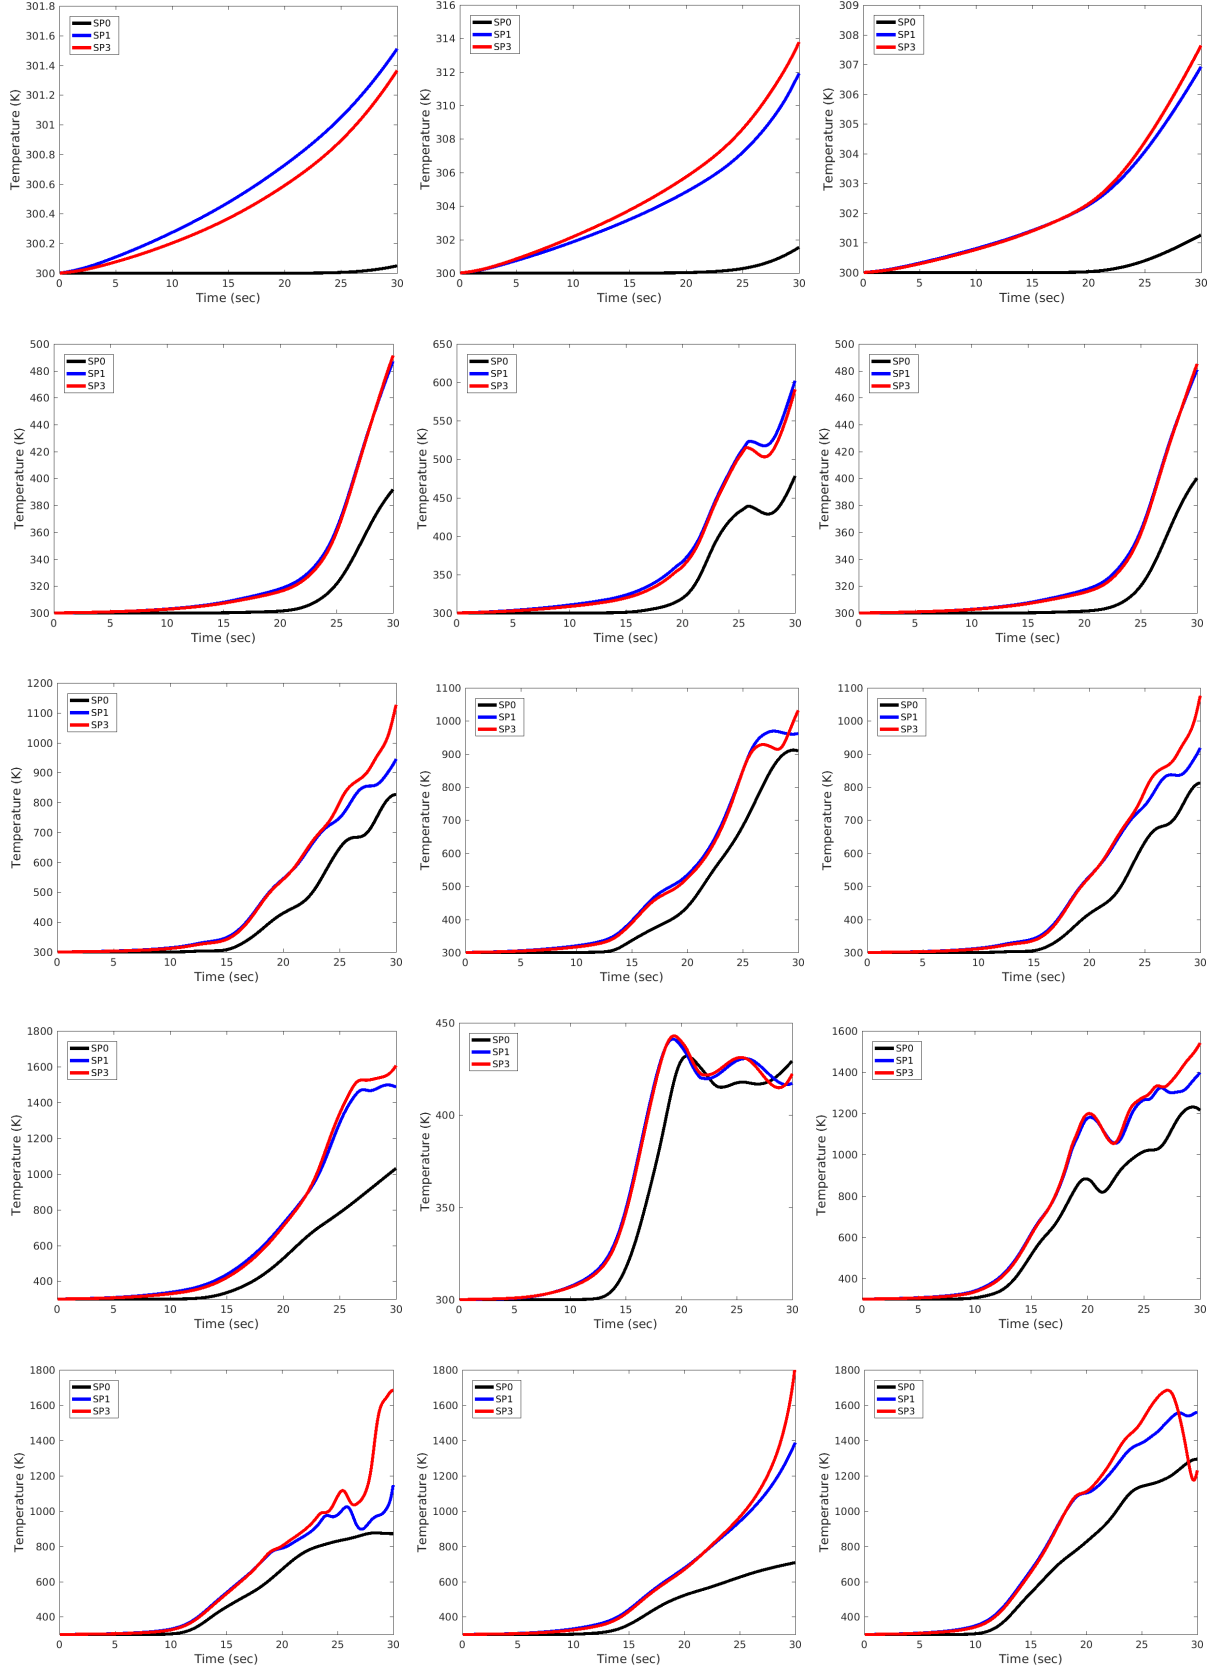 301.8
301.6
301.4
301.2
301
300.8
300.6
300.4
300.2
300
Temperature (K)
SP0
SP1
SP3
0 5 10 15 20 25 30
Time (sec)
316
314
312
310
308
306
304
302
300
Temperature (K)
SP0
SP1
SP3
0 5 10 15 20 25 30
Time (sec)
309
308
307
306
305
304
303
302
301
300
Temperature (K)
SP0
SP1
SP3
0 5 10 15 20 25 30
Time (sec)
500
480
460
440
420
400
380
360
340
320
300
Temperature (K)
SP0
SP1
SP3
0 5 10 15 20 25 30
Time (sec)
650
600
550
500
450
400
350
300
Temperature (K)
SP0
SP1
SP3
0 5 10 15 20 25 30
Time (sec)
500
480
460
440
420
400
380
360
340
320
300
Temperature (K)
SP0
SP1
SP3
0 5 10 15 20 25 30
Time (sec)
1200
1100
1000
900
800
700
600
500
400
300
Temperature (K)
SP0
SP1
SP3
0 5 10 15 20 25 30
Time (sec)
1100
1000
900
800
700
600
500
400
300
Temperature (K)
SP0
SP1
SP3
0 5 10 15 20 25 30
Time (sec)
1100
1000
900
800
700
600
500
400
300
Temperature (K)
SP0
SP1
SP3
0 5 10 15 20 25 30
Time (sec)
1800
1600
1400
1200
1000
800
600
400
Temperature (K)
SP0
SP1
SP3
0 5 10 15 20 25 30
Time (sec)
450
400
350
300
Temperature (K)
SP0
SP1
SP3
0 5 10 15 20 25 30
Time (sec)
1600
1400
1200
1000
800
600
400
Temperature (K)
SP0
SP1
SP3
0 5 10 15 20 25 30
Time (sec)
1800
1600
1400
1200
1000
800
600
400
Temperature (K)
SP0
SP1
SP3
0 5 10 15 20 25 30
Time (sec)
1800
1600
1400
1200
1000
800
600
400
Temperature (K)
SP0
SP1
SP3
0 5 10 15 20 25 30
Time (sec)
1800
1600
1400
1200
1000
800
600
400
Temperature (K)
SP0
SP1
SP3
0 5 10 15 20 25 30
Time (sec)